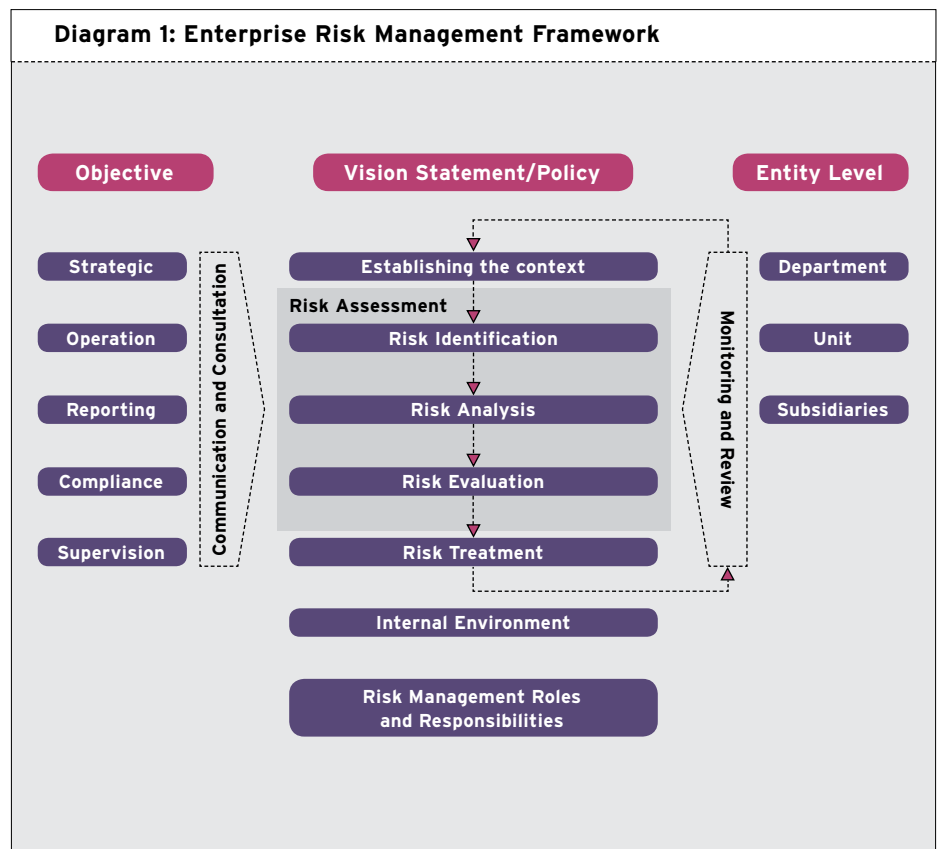 Diagram 1: Enterprise Risk Management Framework
Objective
Vision Statement/Policy
Entity Level
Strategic
Operation
Reporting
Compliance
Supervision
Communication and Consultation
Establishing the context
Risk Assessment
Risk Identification
Risk Analysis
Risk Evaluation
Risk Treatment
Internal Environment
Risk Management Roles
and Responsibilities
Monitoring and Review
Department
Unit
Subsidiaries